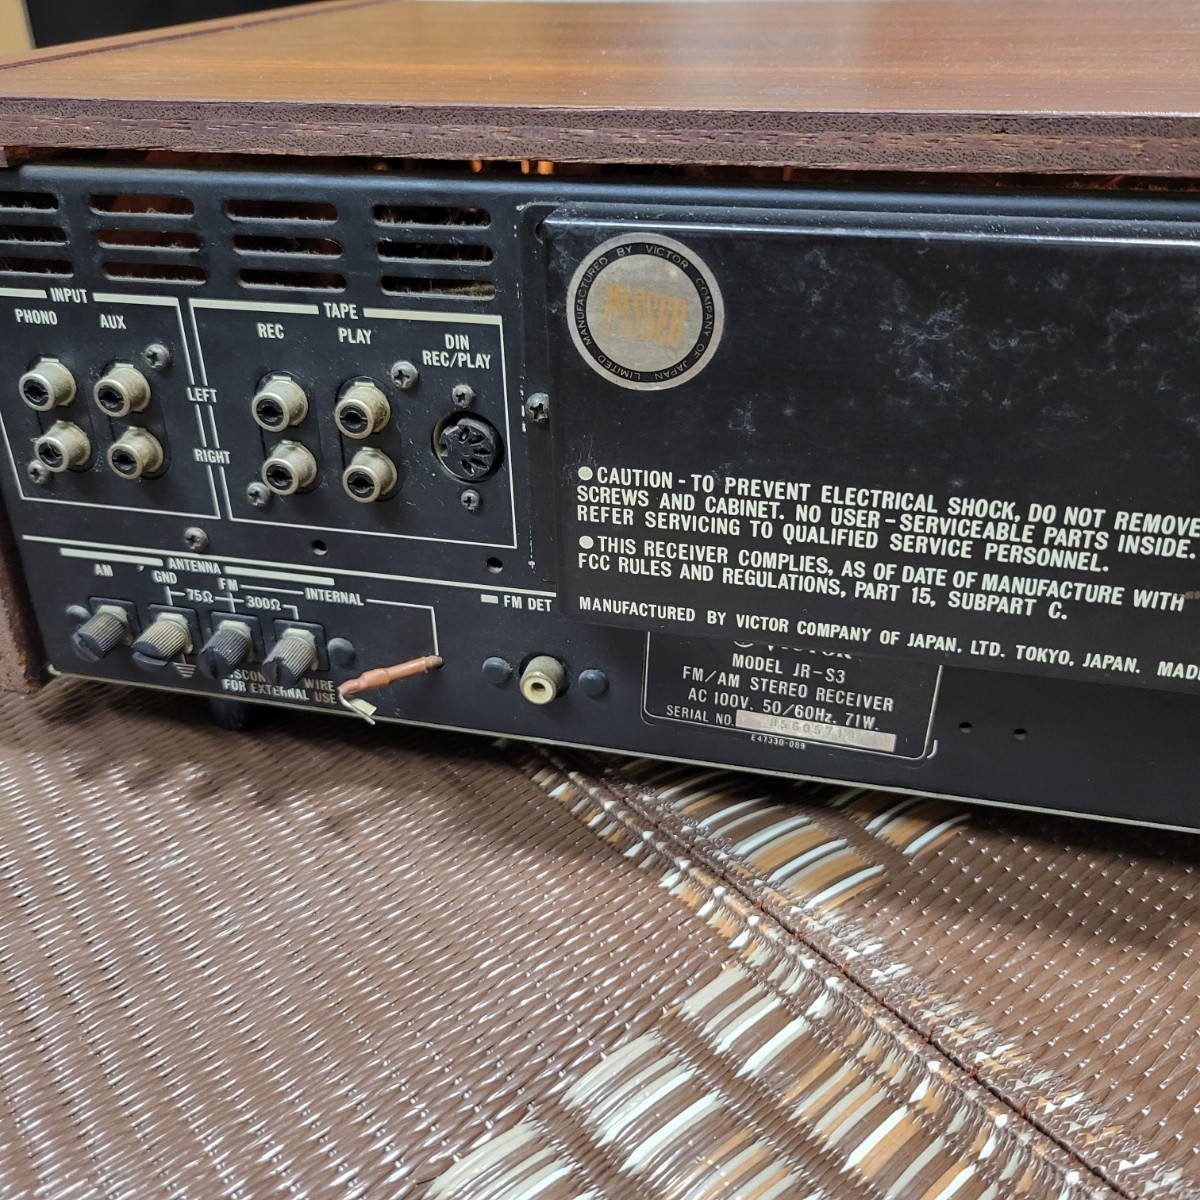 INPUT
PHONO
AUX
TAPE
REC
PLAY
DIN
REC/PLAY
LEFT
RIGHT
MANUFACTURED BY VICTOR COMPANY OF JAPAN LIMITED
PASSED
●CAUTION - TO PREVENT ELECTRICAL SHOCK, DO NOT REMOVE
SCREWS AND CABINET. NO USER-SERVICEABLE PARTS INSIDE.
REFER SERVICING TO QUALIFIED SERVICE PERSONNEL.
●THIS RECEIVER COMPLIES, AS OF DATE OF MANUFACTURE WITH
FCC RULES AND REGULATIONS, PART 15, SUBPART C.
MANUFACTURED BY VICTOR COMPANY OF JAPAN. LTD. TOKYO, JAPAN. MADE
ANTENNA
AM
GND
FM
75Ω
300Ω
INTERNAL
WIRE
FOR EXTERNAL USE
FM DET
MODEL JR-S3
FM/AM STEREO RECEIVER
AC 100V. 50/60Hz. 71W.
SERIAL NO.
E47330-089